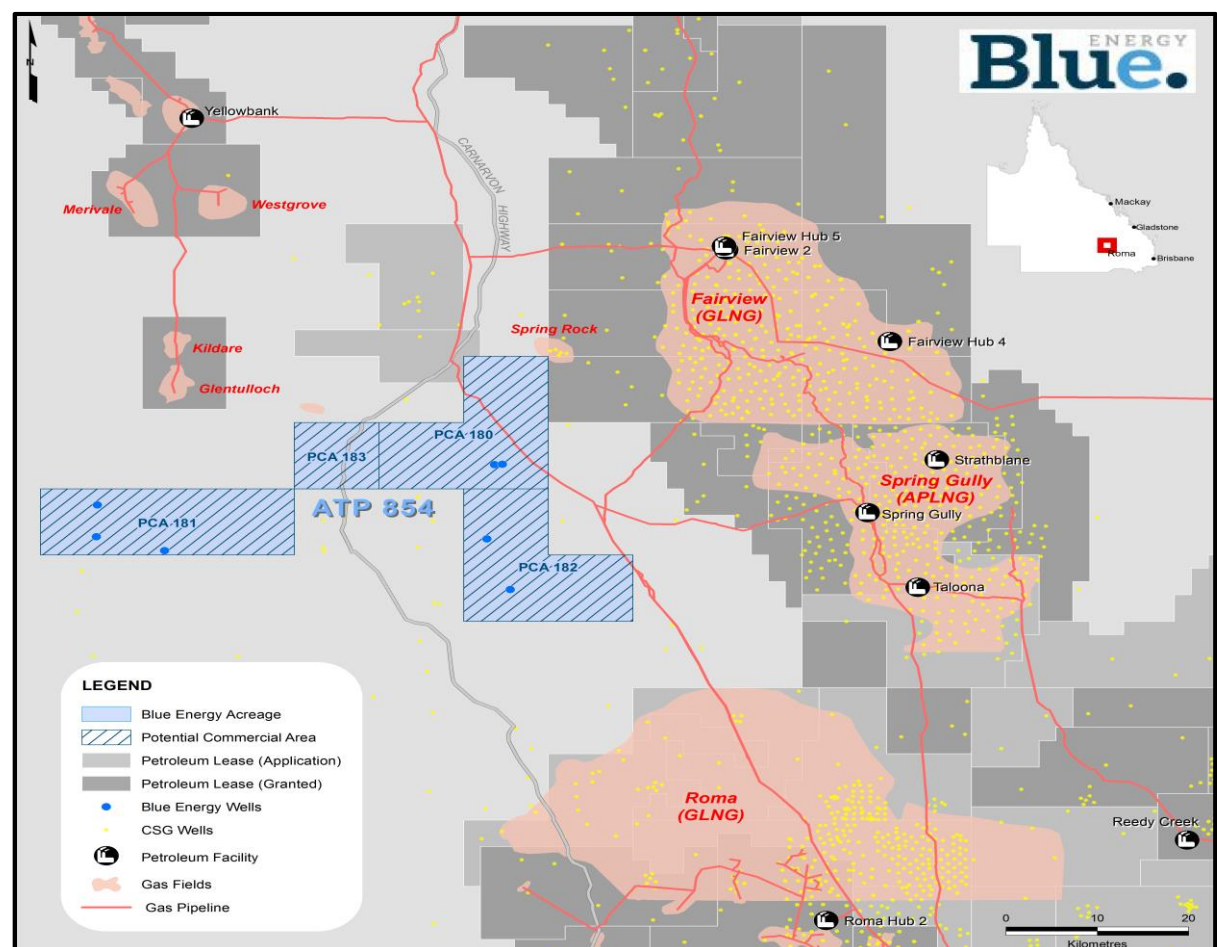 N
ENERGY
Blue.
Yellowbank
CARNARVON HIGHWAY
Merivale
Westgrove
Mackay
Gladstone
Roma
Brisbane
Fairview Hub 5
Fairview 2
Fairview
(GLNG)
Spring Rock
Fairview Hub 4
Kildare
Glentulloch
PCA 180
PCA 183
Strathblane
Spring Gully
(APLNG)
ATP 854
Spring Gully
PCA 181
PCA 182
Taloona
LEGEND
Blue Energy Acreage
Potential Commercial Area
Petroleum Lease (Application)
Petroleum Lease (Granted)
Blue Energy Wells
CSG Wells
Petroleum Facility
Gas Fields
Gas Pipeline
Roma
(GLNG)
Reedy Creek
Roma Hub 2
0 10 20
Kilometres